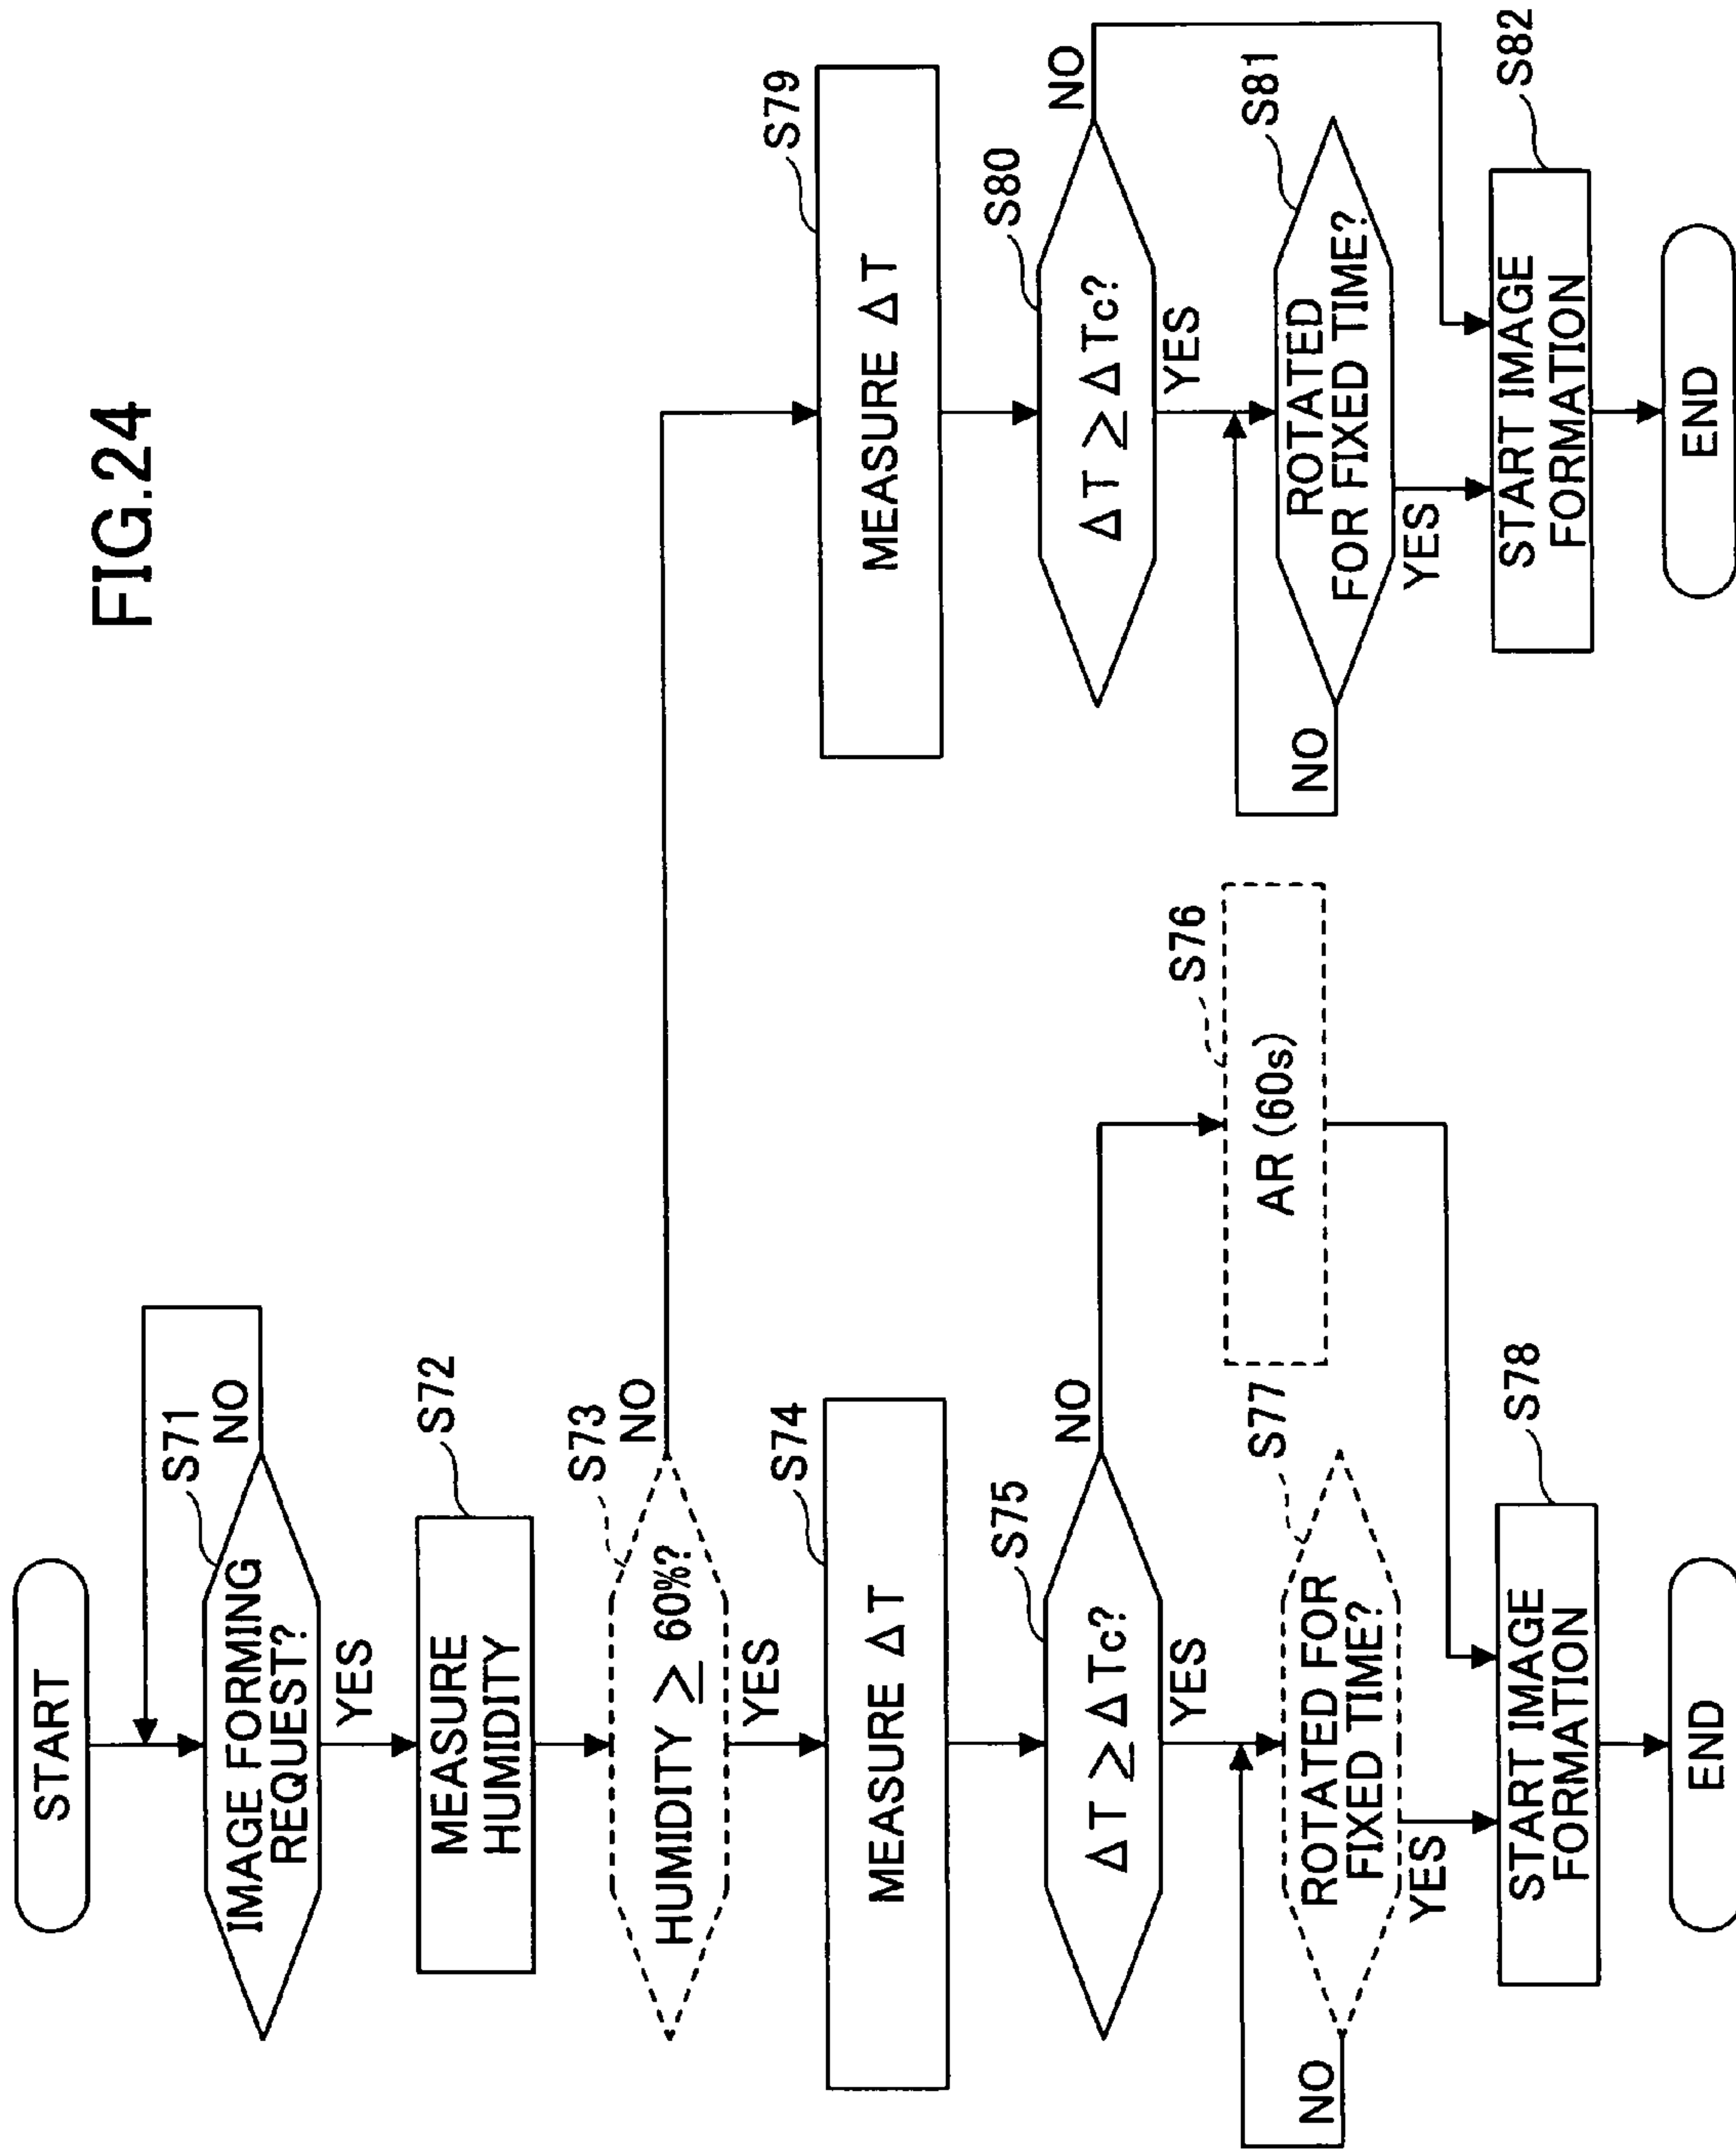 FIG.24
START
S71
IMAGE FORMING
REQUEST?
NO
YES
S72
MEASURE
HUMIDITY
S73
HUMIDITY ≥ 60%?
NO
YES
S74
MEASURE ΔT
S75
ΔT ≥ ΔTc?
NO
YES
S76
AR (60s)
S77
ROTATED FOR
FIXED TIME?
NO
YES
S78
START IMAGE
FORMATION
END
S79
MEASURE ΔT
S80
ΔT ≥ ΔTc?
NO
YES
S81
ROTATED
FOR FIXED TIME?
NO
YES
S82
START IMAGE
FORMATION
END